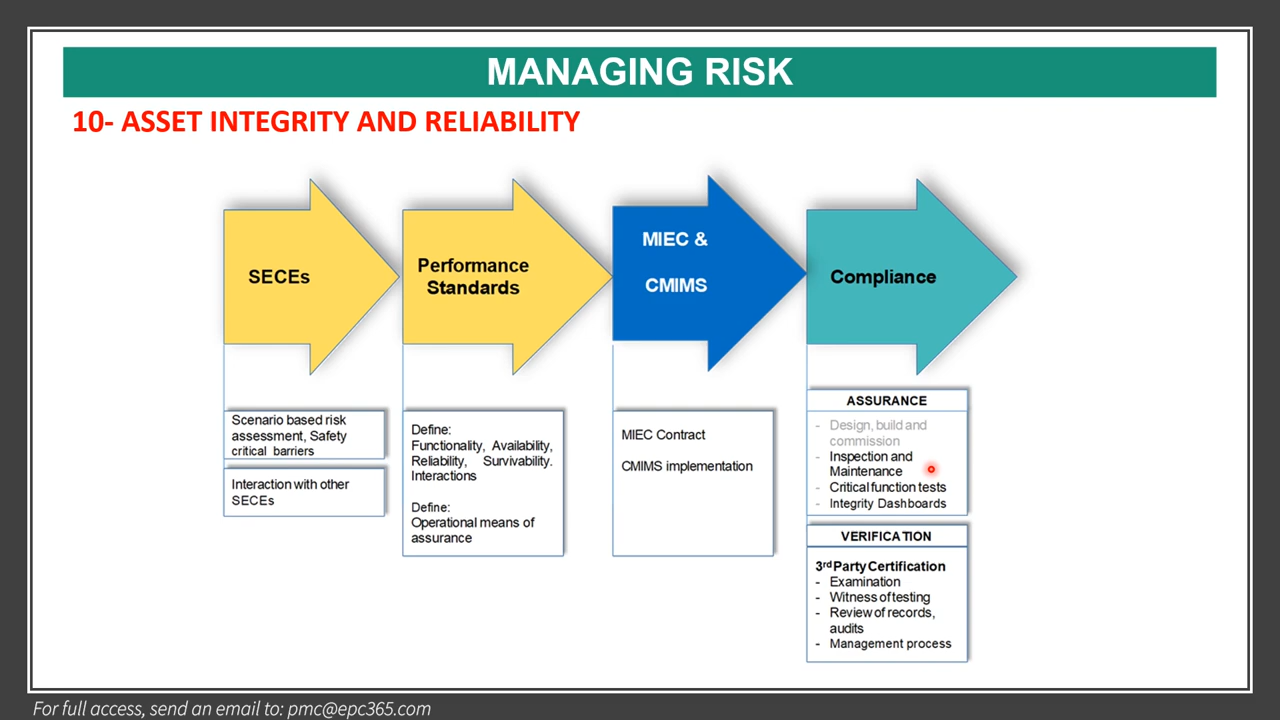 MANAGING RISK
10- ASSET INTEGRITY AND RELIABILITY
SECEs
Performance
Standards
MIEC &
CMIMS
Compliance
Scenario based risk
assessment, Safety
critical barriers
Interaction with other
SECEs
Define:
Functionality, Availability,
Reliability, Survivability.
Interactions
Define:
Operational means of
assurance
MIEC Contract
CMIMS implementation
ASSURANCE
- Design, build and
commission
- Inspection and
Maintenance
- Critical function tests
- Integrity Dashboards
VERIFICATION
3rd Party Certification
- Examination
- Witness of testing
- Review of records,
audits
- Management process
For full access, send an email to: pmc@epc365.com